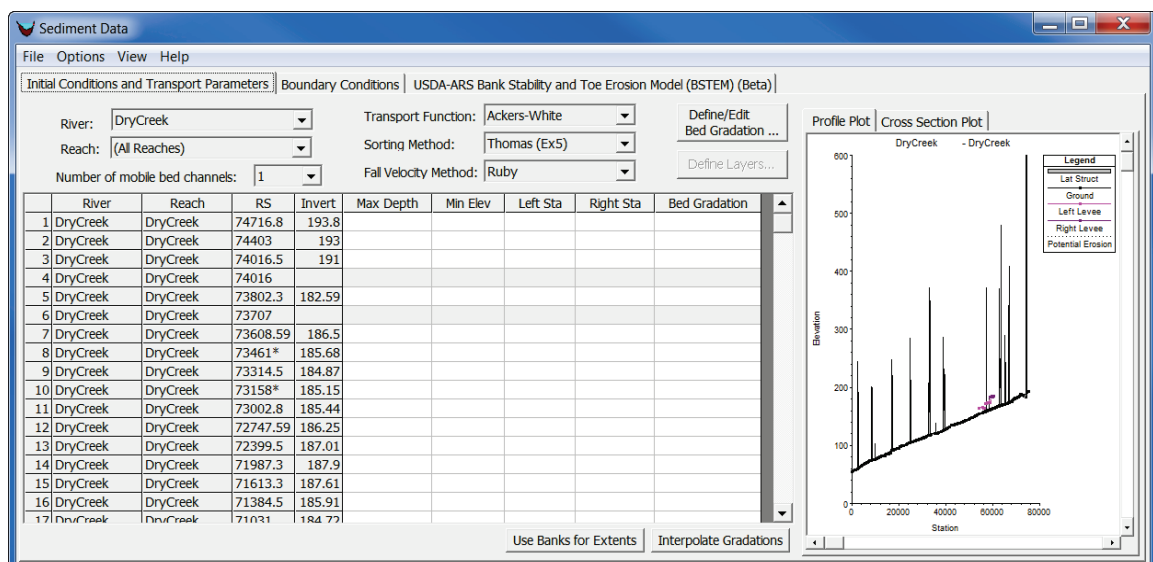 Sediment Data
File Options View Help
Initial Conditions and Transport Parameters Boundary Conditions USDA-ARS Bank Stability and Toe Erosion Model (BSTEM) (Beta)
River: DryCreek
Reach: (All Reaches)
Number of mobile bed channels: 1
Transport Function: Ackers-White
Sorting Method: Thomas (Ex5)
Fall Velocity Method: Ruby
Define/Edit
Bed Gradation ...
Define Layers...
River Reach RS Invert Max Depth Min Elev Left Sta Right Sta Bed Gradation
1 DryCreek DryCreek 74716.8 193.8
2 DryCreek DryCreek 74403 193
3 DryCreek DryCreek 74016.5 191
4 DryCreek DryCreek 74016
5 DryCreek DryCreek 73802.3 182.59
6 DryCreek DryCreek 73707
7 DryCreek DryCreek 73608.59 186.5
8 DryCreek DryCreek 73461* 185.68
9 DryCreek DryCreek 73314.5 184.87
10 DryCreek DryCreek 73158* 185.15
11 DryCreek DryCreek 73002.8 185.44
12 DryCreek DryCreek 72747.59 186.25
13 DryCreek DryCreek 72399.5 187.01
14 DryCreek DryCreek 71987.3 187.9
15 DryCreek DryCreek 71613.3 187.61
16 DryCreek DryCreek 71384.5 185.91
17 DryCreek DryCreek 71031 184.72
Use Banks for Extents Interpolate Gradations
Profile Plot Cross Section Plot
DryCreek - DryCreek
Legend
Lat Struct
Ground
Left Levee
Right Levee
Potential Erosion
600
500
400
300
200
100
0
Elevation
0 20000 40000 60000 80000
Station